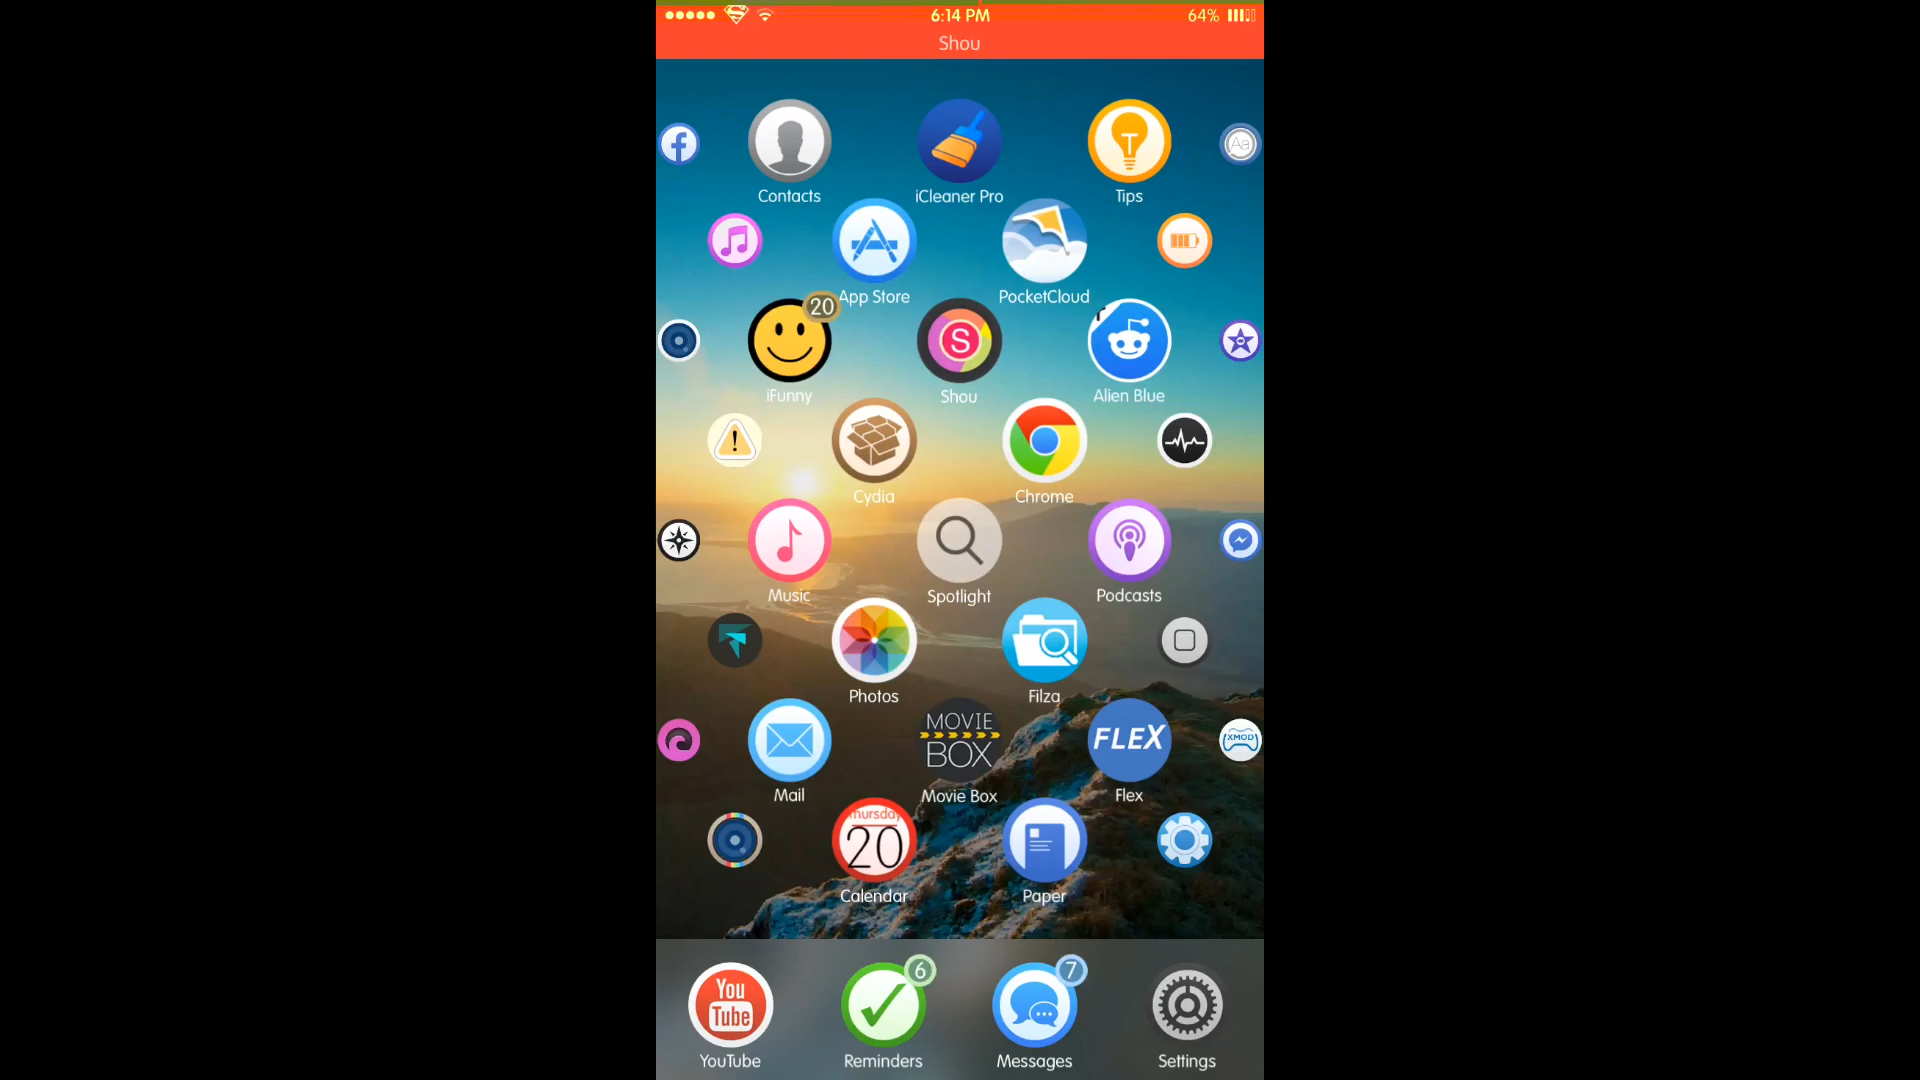 6:14 PM
64%
Shou
Aa
T
Contacts
iCleaner Pro
Tips
App Store
PocketCloud
20
S
iFunny
Shou
Alien Blue
!
Cydia
Chrome
Music
Spotlight
Podcasts
Photos
Filza
MOVIE
BOX
FLEX
XMOD
Mail
Movie Box
Flex
Thursday
20
Calendar
Paper
You
Tube
6
7
YouTube
Reminders
Messages
Settings